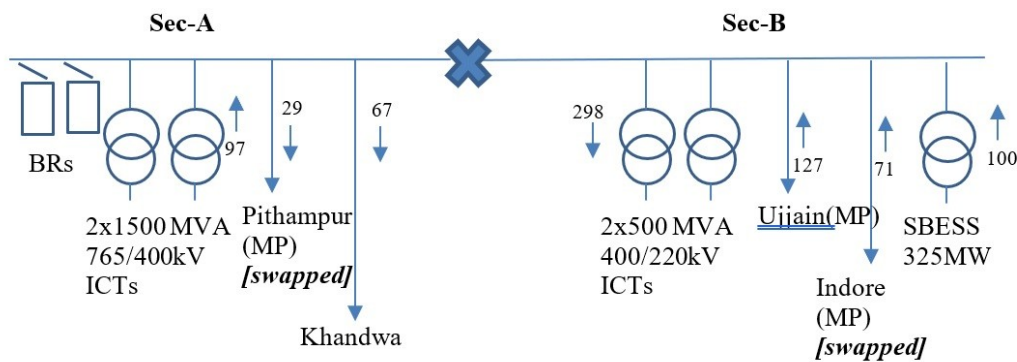 Sec-A
Sec-B
29
67
298
97
127
71
100
BRs
2x1500 MVA
765/400kV
ICTs
Pithampur
(MP)
[swapped]
Khandwa
2x500 MVA
400/220kV
ICTs
Ujjain(MP)
Indore
(MP)
[swapped]
SBESS
325MW